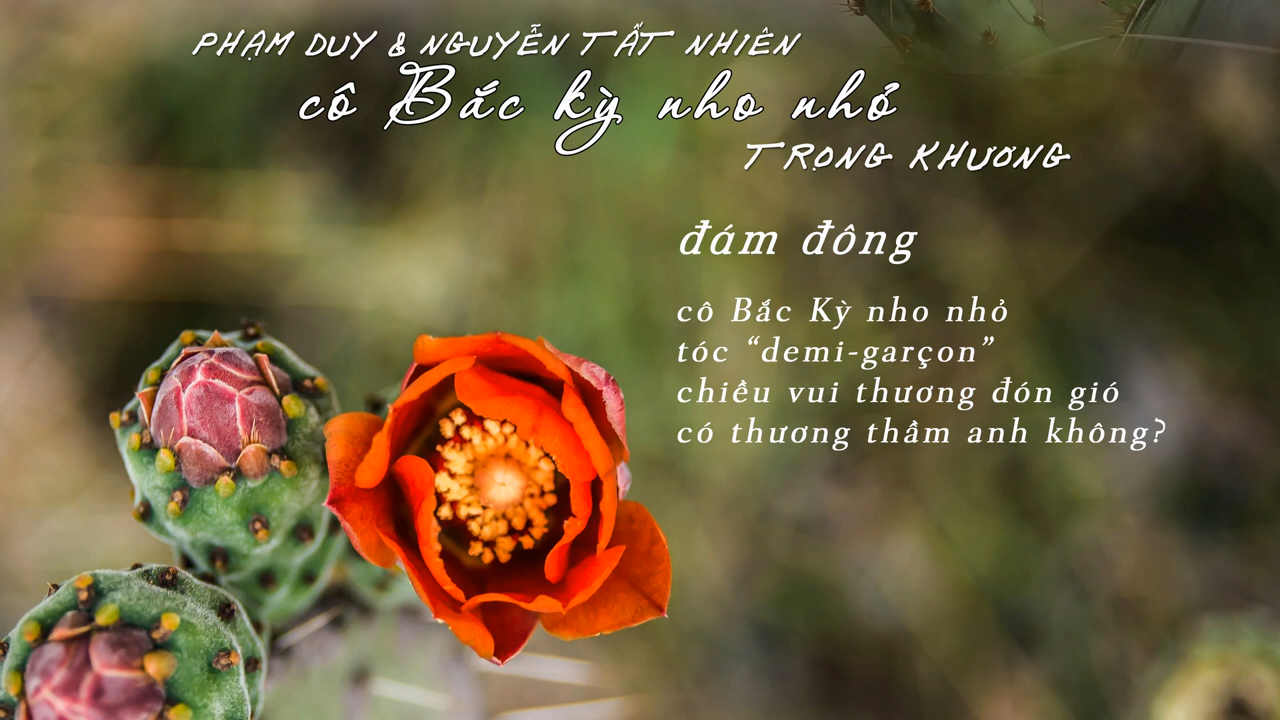 PHẠM DUY & NGUYỄN TẤT NHIÊN
cô Bắc kỳ nho nhỏ
TRỌNG KHƯƠNG
đám đông
cô Bắc Kỳ nho nhỏ
tóc “demi-garçon”
chiều vui thương đón gió
có thương thầm anh không?